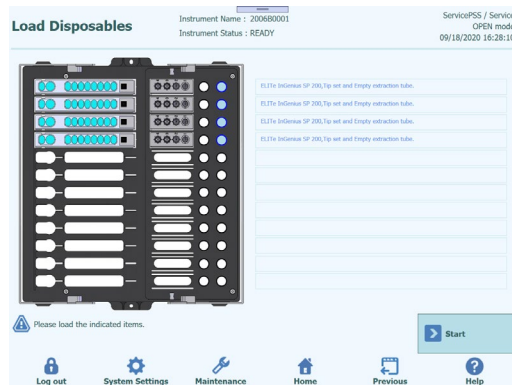 Load Disposables
Instrument Name : 2006B0001
Instrument Status : READY
ServicePSS / Service
OPEN mode
09/18/2020 16:28:10
ELITe InGenius SP 200,Tip set and Empty extraction tube.
ELITe InGenius SP 200,Tip set and Empty extraction tube.
ELITe InGenius SP 200,Tip set and Empty extraction tube.
ELITe InGenius SP 200,Tip set and Empty extraction tube.
Please load the indicated items.
Start
Log out
System Settings
Maintenance
Home
Previous
Help